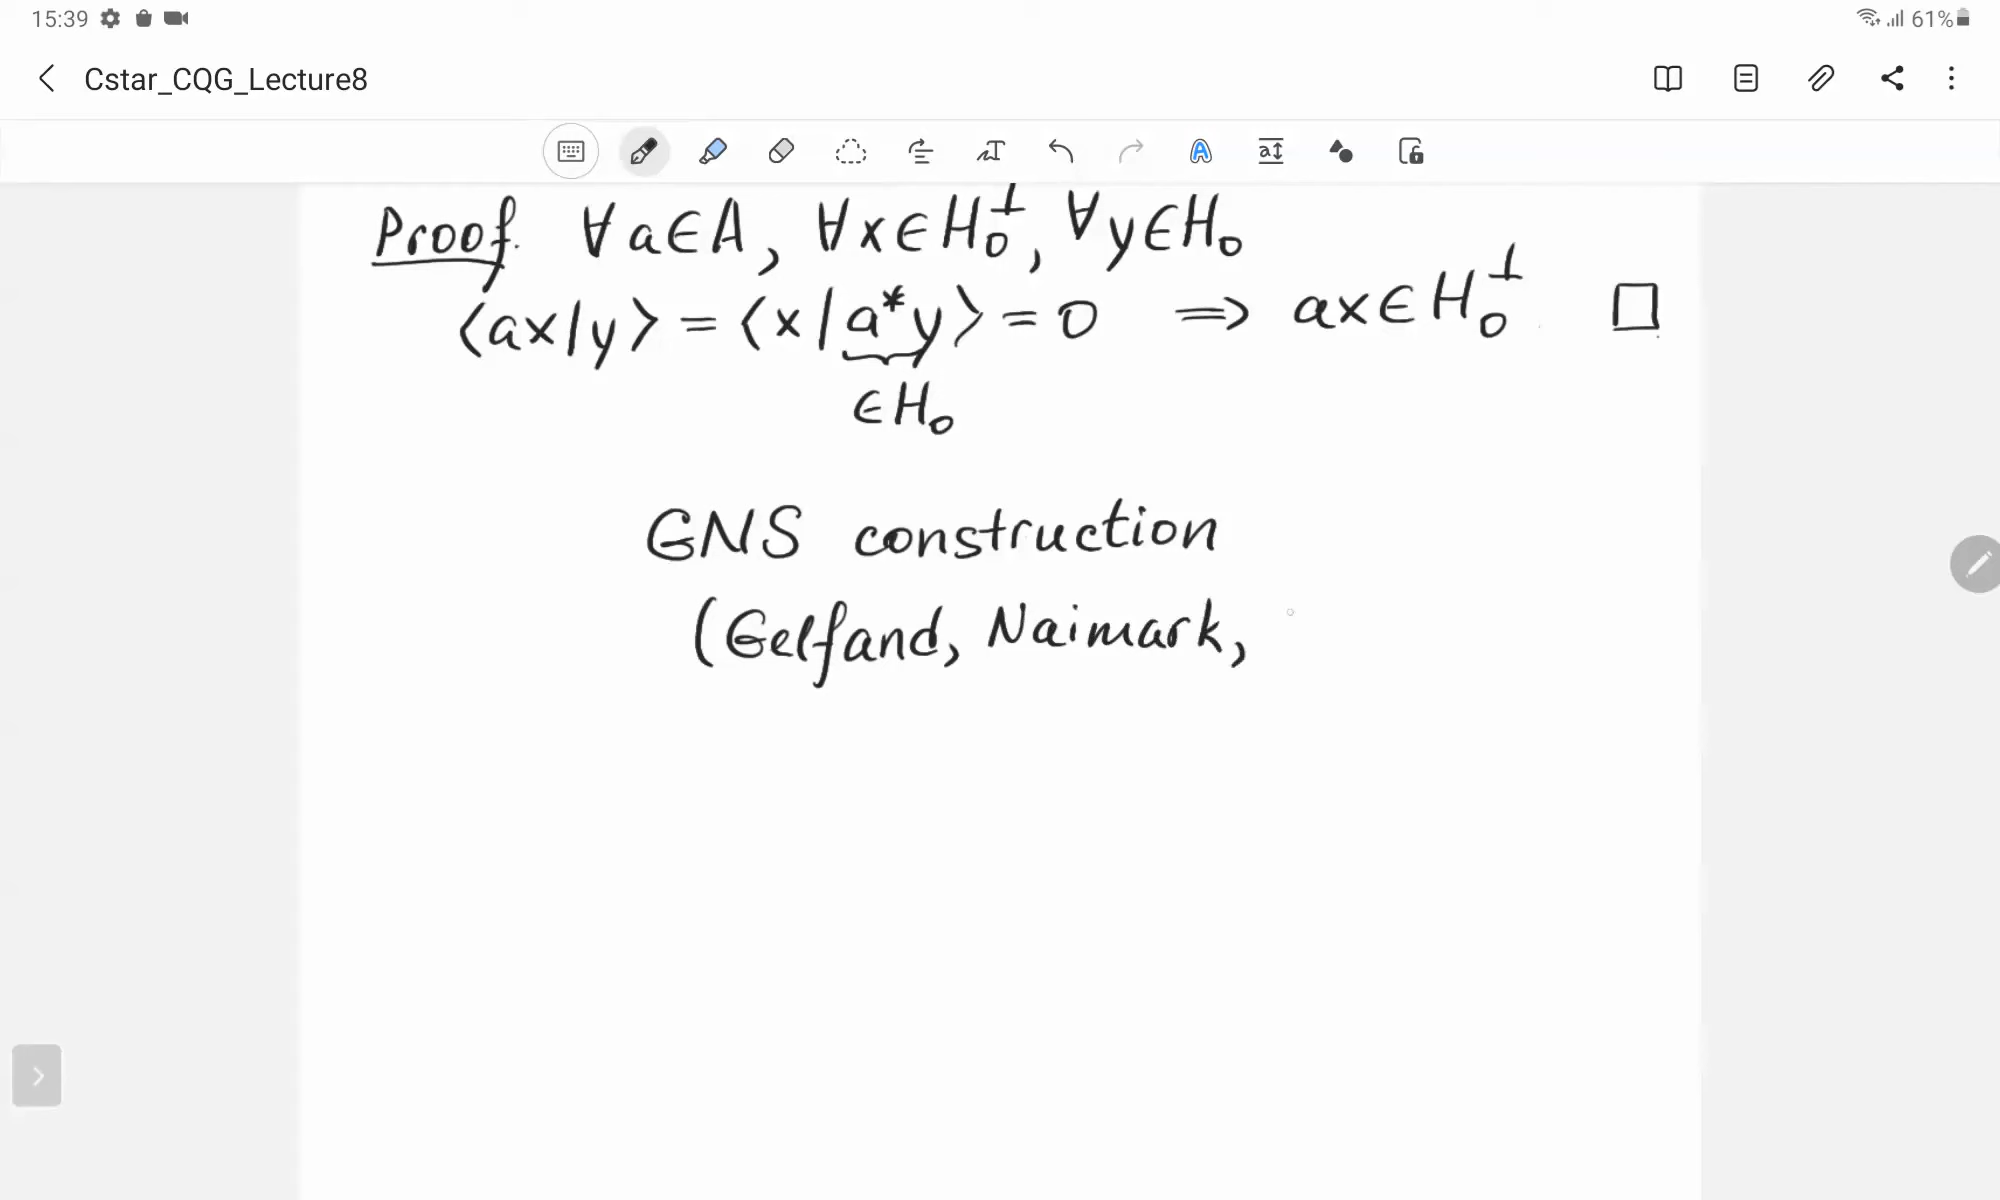 15:39 61%
Cstar_CQG_Lecture8
Proof. ∀a∈A, ∀x∈H₀^⊥, ∀y∈H₀
⟨ax|y⟩ = ⟨x|a*y⟩ = 0 ⇒ ax∈H₀^⊥ □
∈H₀
GNS construction
(Gelfand, Naimark,